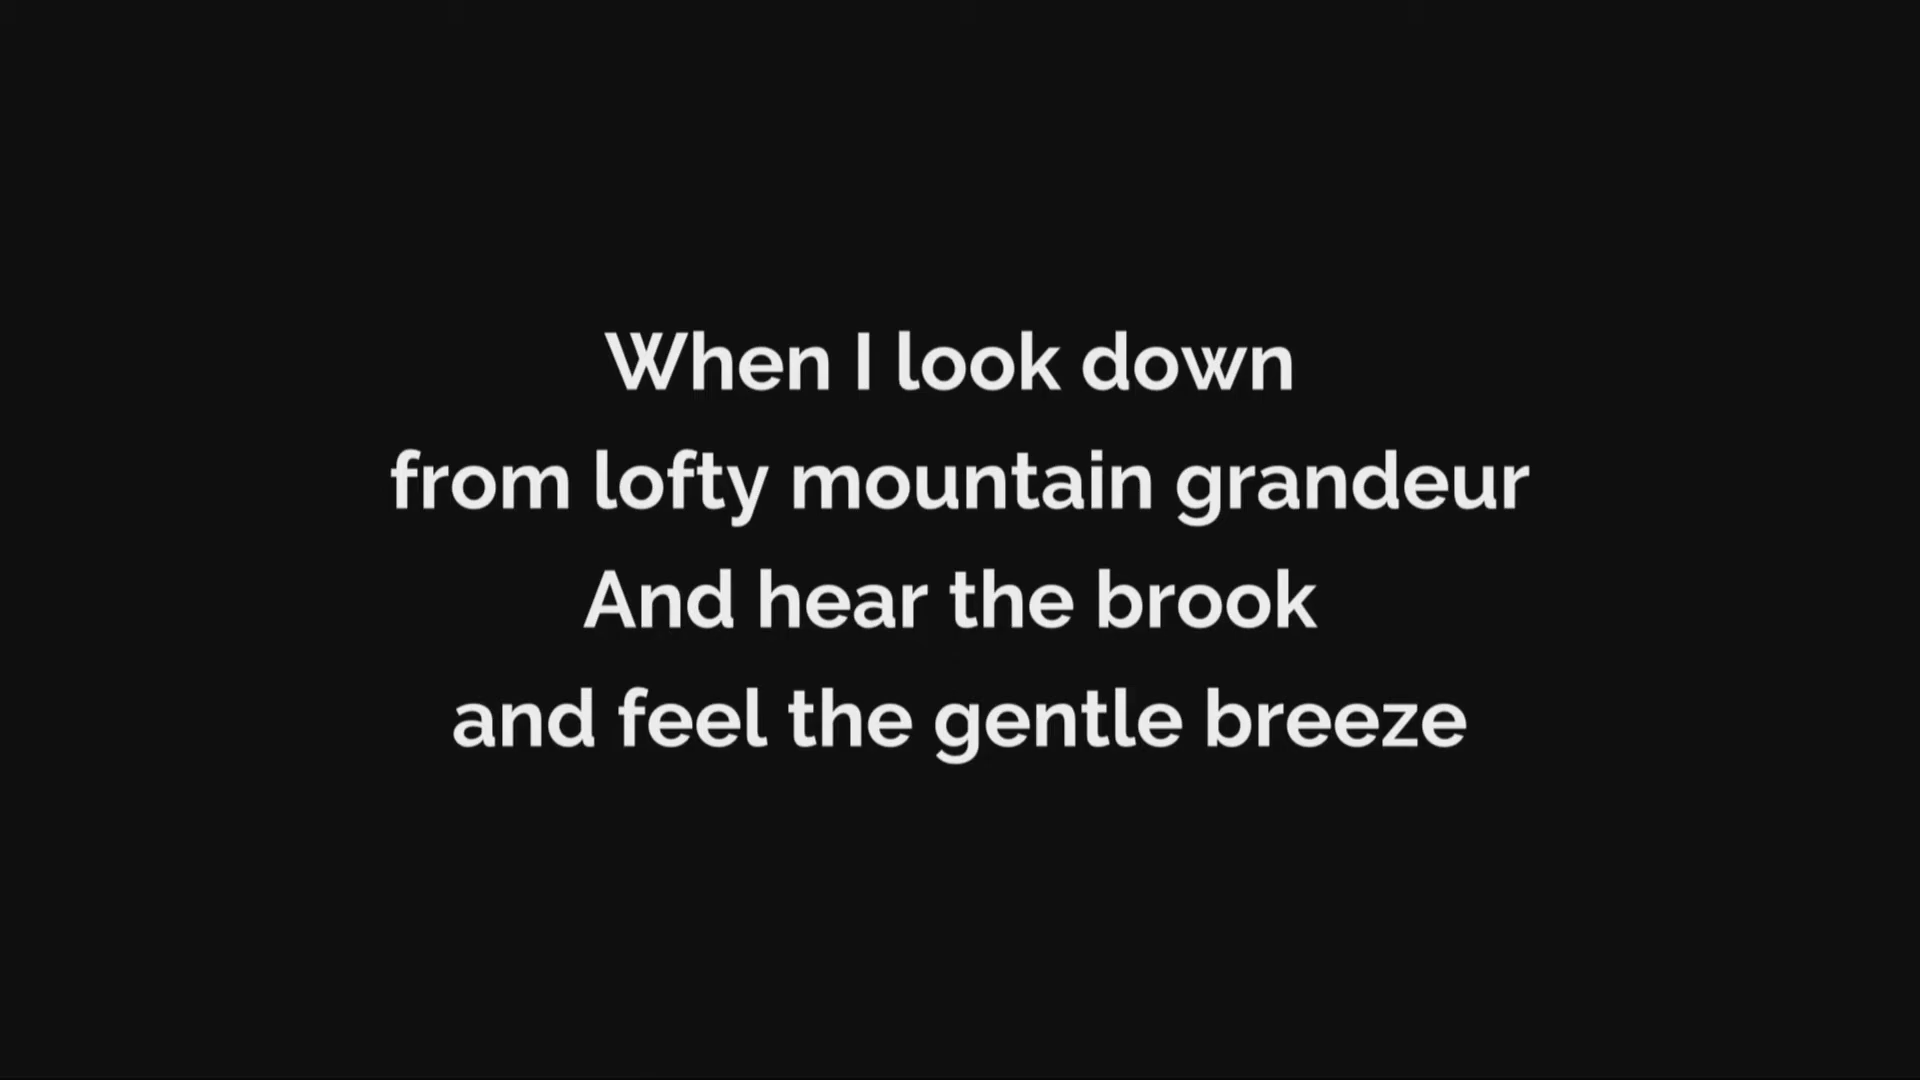 When I look down
from lofty mountain grandeur
And hear the brook
and feel the gentle breeze